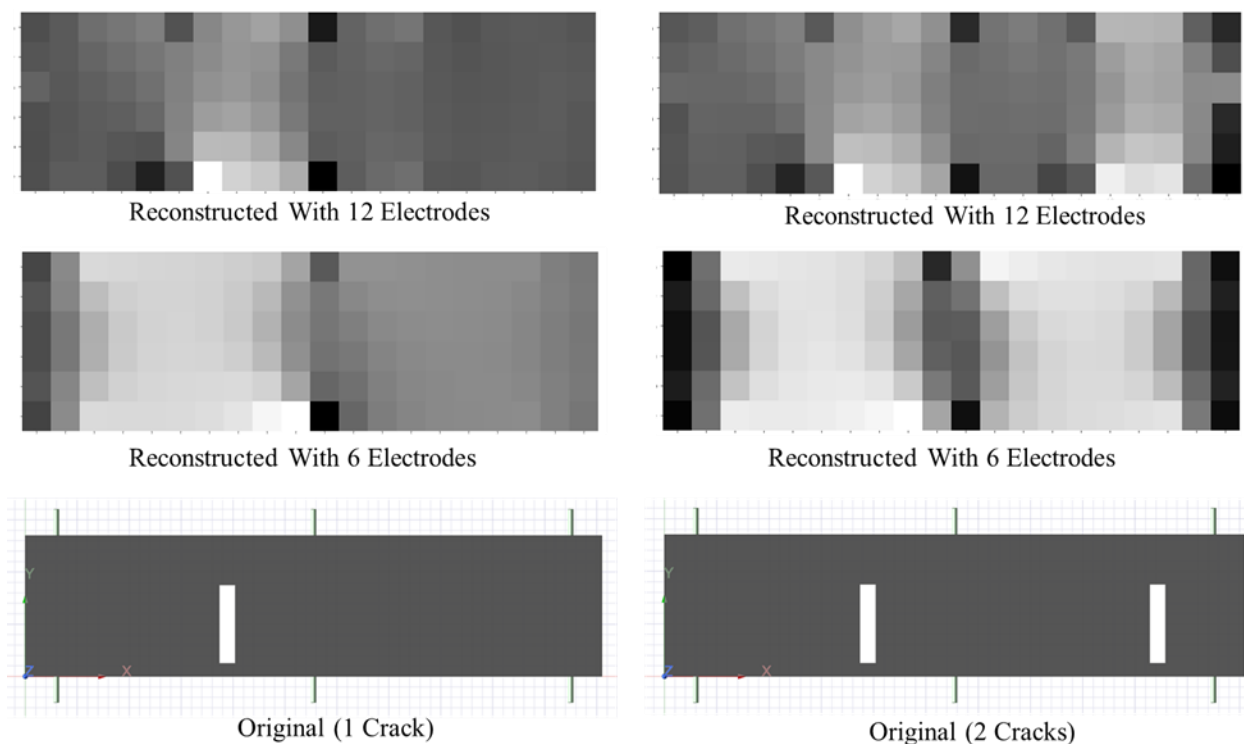 Reconstructed With 12 Electrodes
Reconstructed With 12 Electrodes
Reconstructed With 6 Electrodes
Reconstructed With 6 Electrodes
Y
Z
X
Original (1 Crack)
Y
Z
X
Original (2 Cracks)